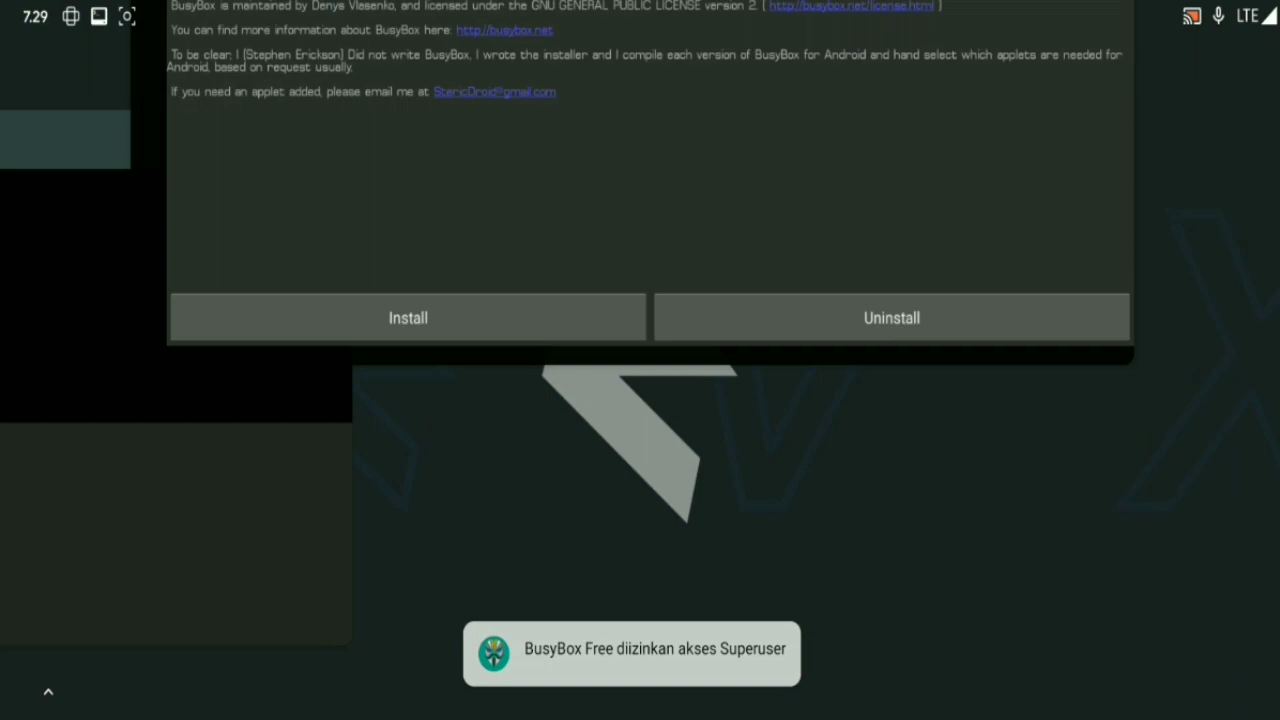 7.29
LTE
BusyBox is maintained by Denys Vlasenko, and licensed under the GNU GENERAL PUBLIC LICENSE version 2. ( http://busybox.net/license.html )
You can find more information about BusyBox here: http://busybox.net
To be clear; I (Stephen Erickson) Did not write BusyBox, I wrote the installer and I compile each version of BusyBox for Android and hand select which applets are needed for
Android, based on request usually.
If you need an applet added, please email me at StericDroid@gmail.com
Install
Uninstall
BusyBox Free diizinkan akses Superuser